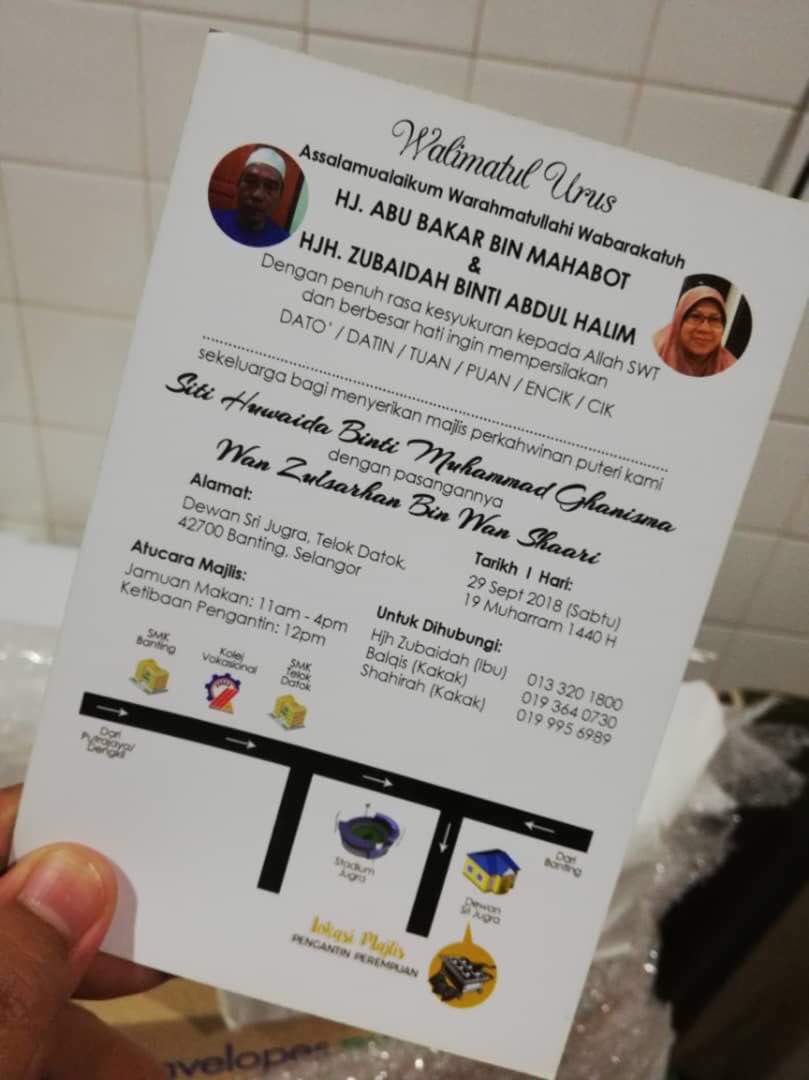 Walimatul Urus
Assalamualaikum Warahmatullahi Wabarakatuh
HJ. ABU BAKAR BIN MAHABOT
&
HJH. ZUBAIDAH BINTI ABDUL HALIM
Dengan penuh rasa kesyukuran kepada Allah SWT
dan berbesar hati ingin mempersilakan
DATO' / DATIN / TUAN / PUAN / ENCIK / CIK
sekeluarga bagi menyerikan majlis perkahwinan puteri kami
Siti Huwaida Binti Muhammad Ghanisma
dengan pasangannya
Wan Zulsarhan Bin Wan Shaari
Alamat:
Dewan Sri Jugra, Telok Datok,
42700 Banting, Selangor
Tarikh I Hari:
29 Sept 2018 (Sabtu)
19 Muharram 1440 H
Atucara Majlis:
Jamuan Makan: 11am - 4pm
Ketibaan Pengantin: 12pm
Untuk Dihubungi:
Hjh Zubaidah (Ibu) 013 320 1800
Balqis (Kakak) 019 364 0730
Shahirah (Kakak) 019 995 6989
SMK
Banting
Kolej
Vokasional
SMK
Telok
Datok
Dari
Putrajaya/
Dengkil
Stadium
Jugra
Dari
Banting
Dewan
Sri Jugra
Lokasi Majlis
PENGANTIN PEREMPUAN
nvelopes